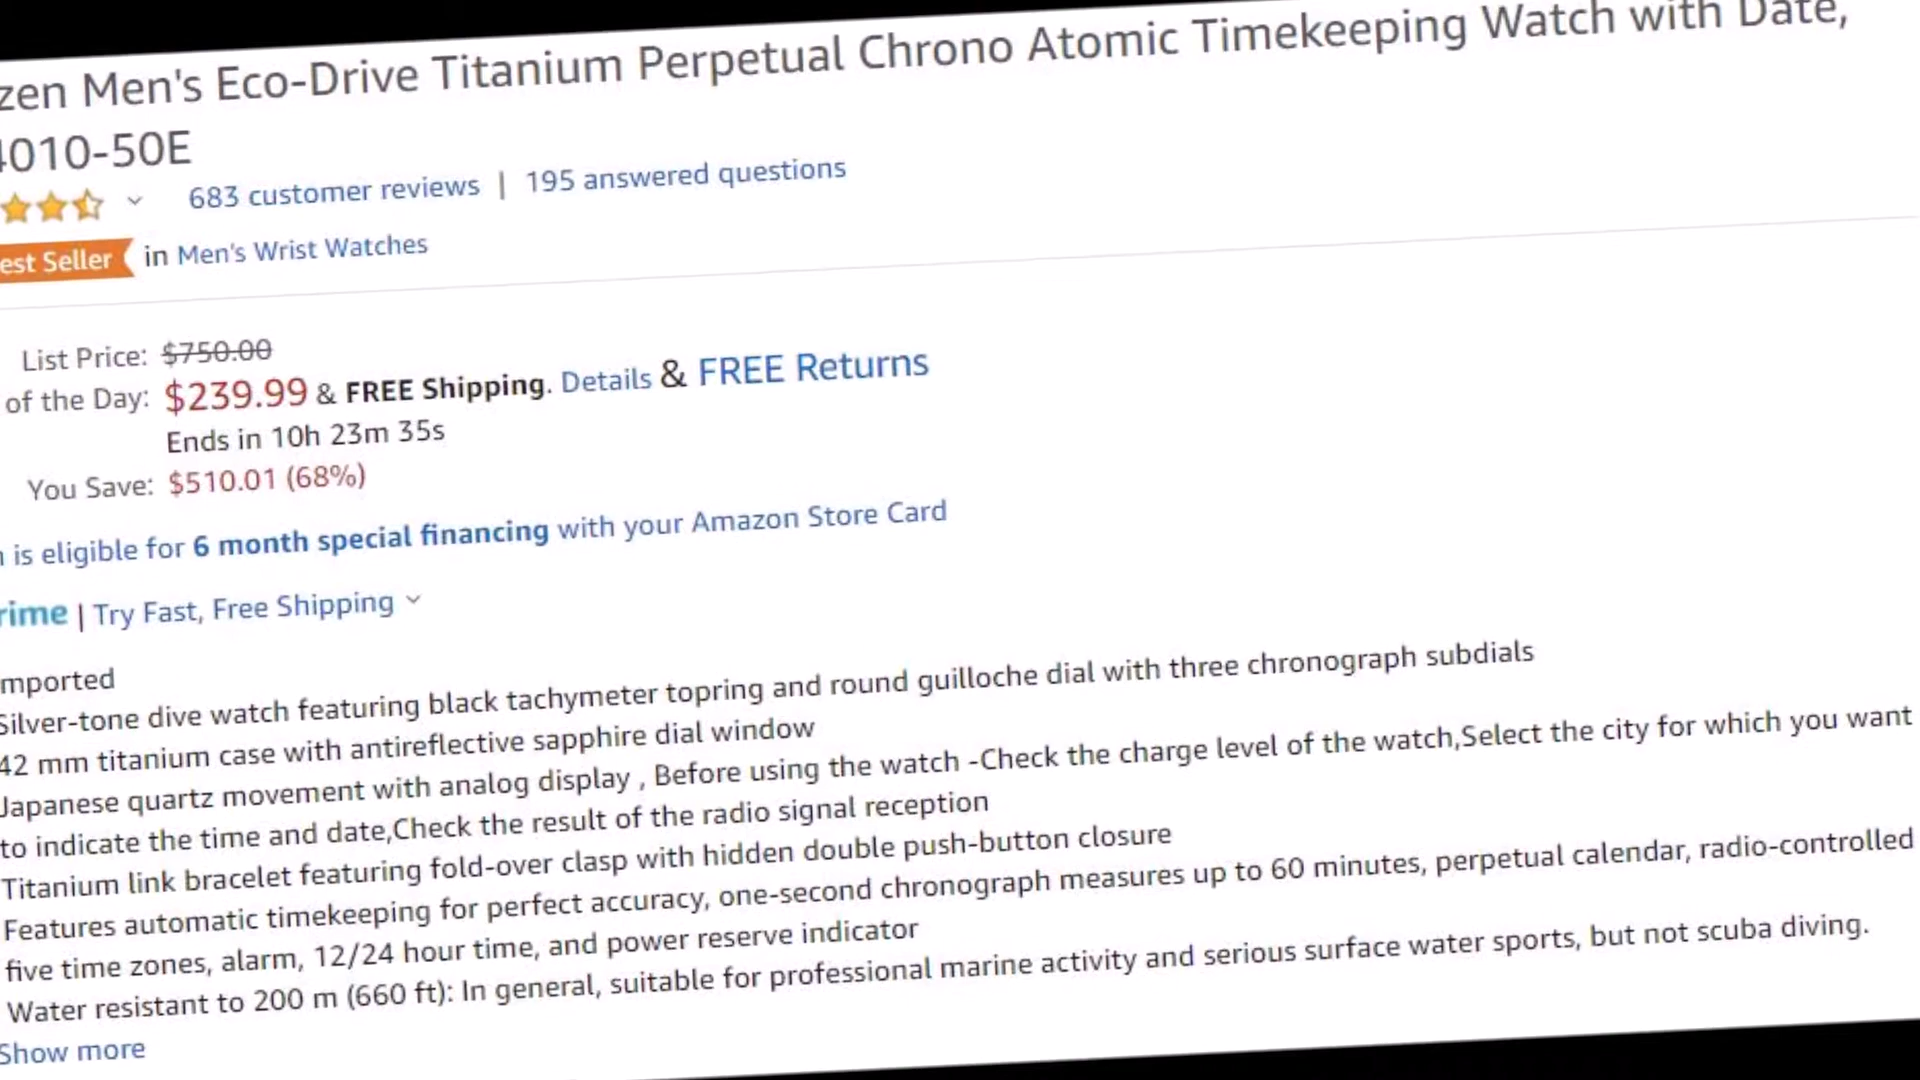 zen Men's Eco-Drive Titanium Perpetual Chrono Atomic Timekeeping Watch with Date,
4010-50E
683 customer reviews | 195 answered questions
est Seller in Men's Wrist Watches
List Price: $750.00
of the Day: $239.99 & FREE Shipping. Details & FREE Returns
Ends in 10h 23m 35s
You Save: $510.01 (68%)
is eligible for 6 month special financing with your Amazon Store Card
rime | Try Fast, Free Shipping
mported
Silver-tone dive watch featuring black tachymeter topring and round guilloche dial with three chronograph subdials
42 mm titanium case with antireflective sapphire dial window
Japanese quartz movement with analog display , Before using the watch -Check the charge level of the watch,Select the city for which you want
to indicate the time and date,Check the result of the radio signal reception
Titanium link bracelet featuring fold-over clasp with hidden double push-button closure
Features automatic timekeeping for perfect accuracy, one-second chronograph measures up to 60 minutes, perpetual calendar, radio-controlled
five time zones, alarm, 12/24 hour time, and power reserve indicator
Water resistant to 200 m (660 ft): In general, suitable for professional marine activity and serious surface water sports, but not scuba diving.
Show more